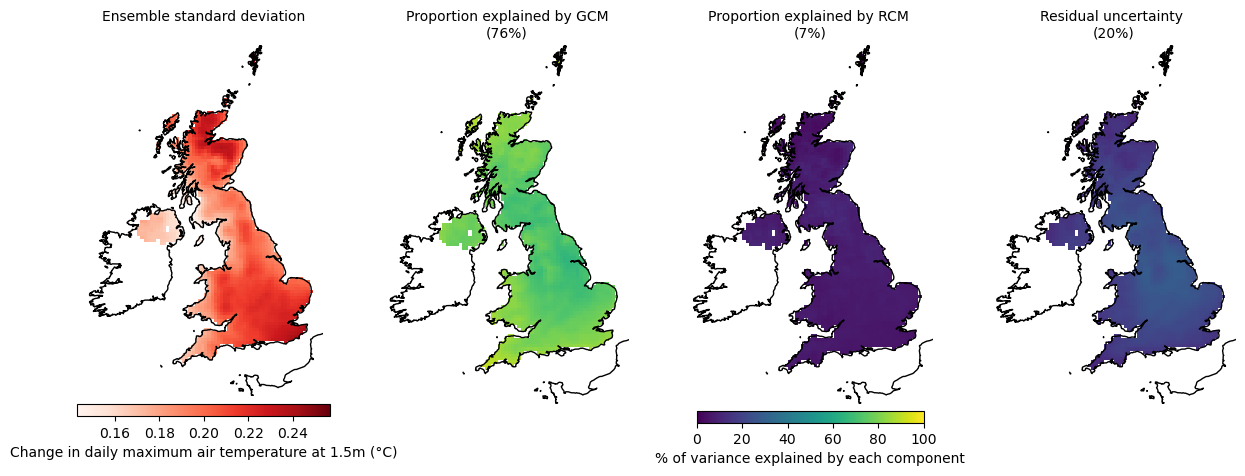 Ensemble standard deviation
Proportion explained by GCM
(76%)
Proportion explained by RCM
(7%)
Residual uncertainty
(20%)
0.16 0.18 0.20 0.22 0.24
Change in daily maximum air temperature at 1.5m (°C)
0 20 40 60 80 100
% of variance explained by each component